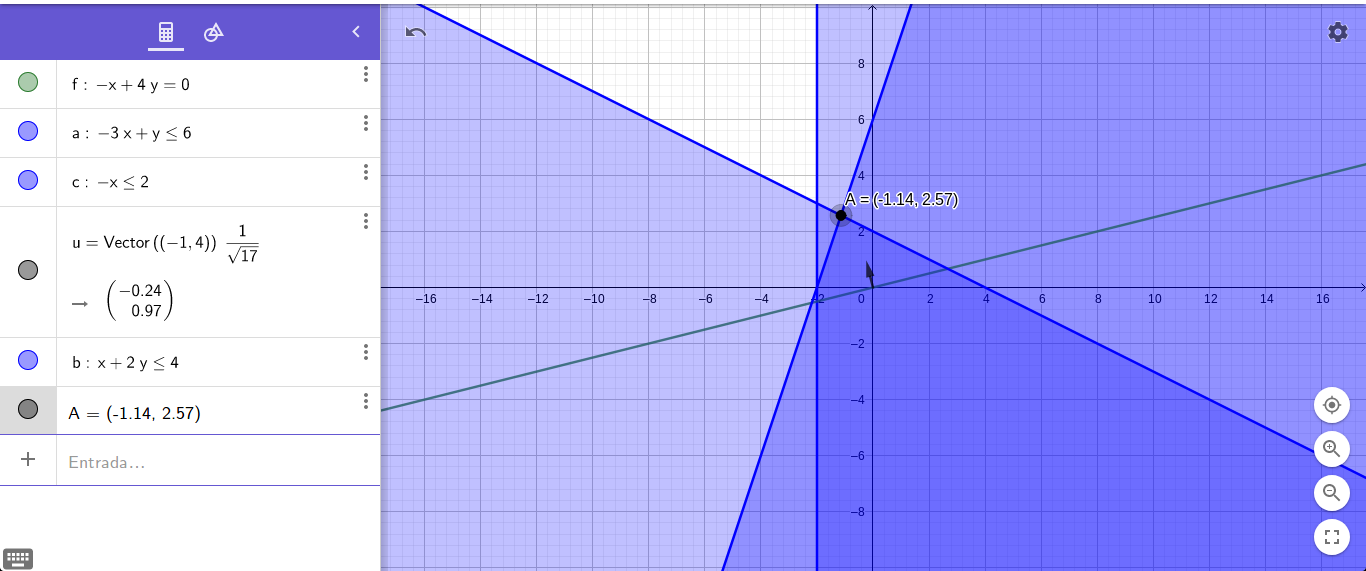 f : −x + 4 y = 0
a : −3 x + y ≤ 6
c : −x ≤ 2
u = Vector ((−1, 4)) 1/√17
→ (−0.24
0.97)
b : x + 2 y ≤ 4
A = (-1.14, 2.57)
Entrada…
8
6
4
A = (-1.14, 2.57)
2
−16 −14 −12 −10 −8 −6 −4 −2 0 2 4 6 8 10 12 14 16
−2
−4
−6
−8